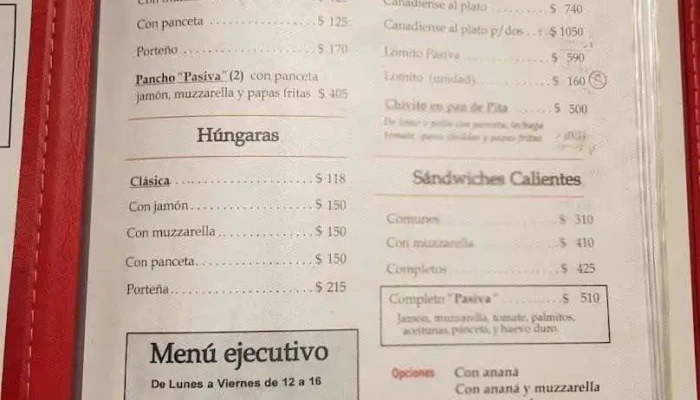 Con panceta ................ $ 125
Porteño ................ $ 170
Pancho "Pasiva" (2) con panceta
jamón, muzzarella y papas fritas $ 405
Húngaras
Clásica ................ $ 118
Con jamón ................ $ 150
Con muzzarella ................ $ 150
Con panceta ................ $ 150
Porteña ................ $ 215
Menú ejecutivo
De Lunes a Viernes de 12 a 16
Canadiense al plato ........ $ 740
Canadiense al plato p/dos ... $ 1050
Lomito Pasiva ........ $ 590
Lomito (unidad) ........ $ 160
Chivito en pan de Pita ...... $ 500
tomate, papas fritas
Sándwiches Calientes
Comunes ........ $ 310
Con muzzarella ........ $ 410
Completos ........ $ 425
Completo "Pasiva" ........ $ 510
Jamón, muzzarella, tomate, palmitos,
aceitunas, panceta, y huevo duro.
Opciones Con ananá
Con ananá y muzzarella